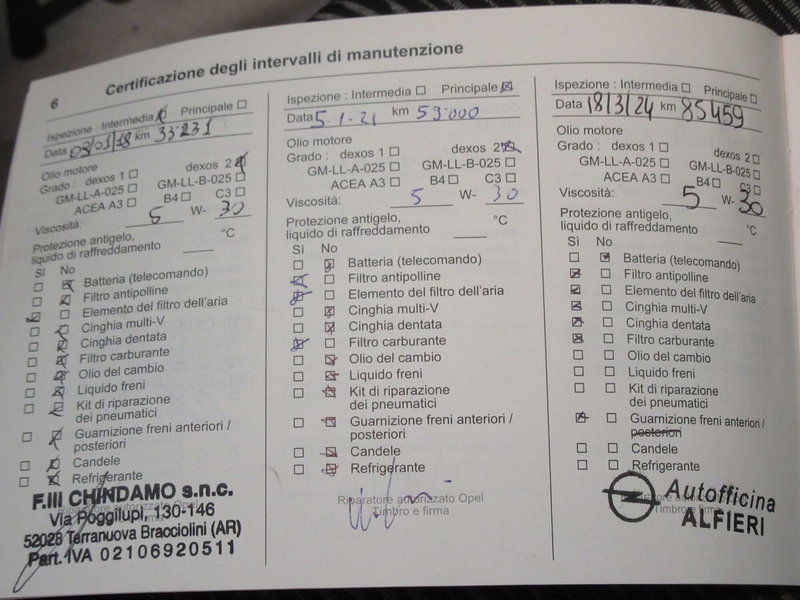 6
Certificazione degli intervalli di manutenzione
Ispezione : Intermedia Principale
Data 03/01/18 km 33.231
Olio motore
Grado : dexos 1 dexos 2
GM-LL-A-025 GM-LL-B-025
ACEA A3 B4 C3
Viscosità: 5 W- 30
Protezione antigelo,
liquido di raffreddamento °C
Sì No
Batteria (telecomando)
Filtro antipolline
Elemento del filtro dell'aria
Cinghia multi-V
Cinghia dentata
Filtro carburante
Olio del cambio
Liquido freni
Kit di riparazione
dei pneumatici
Guarnizione freni anteriori /
posteriori
Candele
Refrigerante
F.lli CHINDAMO s.n.c.
Via Poggilupi, 130-146
52028 Terranuova Bracciolini (AR)
Part. IVA 02106920511
Ispezione : Intermedia Principale
Data 5.1.21 km 59.000
Olio motore
Grado: dexos 1 dexos 2
GM-LL-A-025 GM-LL-B-025
ACEA A3 B4 C3
Viscosità: 5 W- 30
Protezione antigelo,
liquido di raffreddamento °C
Sì No
Batteria (telecomando)
Filtro antipolline
Elemento del filtro dell'aria
Cinghia multi-V
Cinghia dentata
Filtro carburante
Olio del cambio
Liquido freni
Kit di riparazione
dei pneumatici
Guarnizione freni anteriori /
posteriori
Candele
Refrigerante
Riparatore autorizzato Opel
Timbro e firma
Ispezione : Intermedia Principale
Data 18/3/24 km 85459
Olio motore
Grado : dexos 1 dexos 2
GM-LL-A-025 GM-LL-B-025
ACEA A3 B4 C3
Viscosità: 5 W- 30
Protezione antigelo,
liquido di raffreddamento °C
Sì No
Batteria (telecomando)
Filtro antipolline
Elemento del filtro dell'aria
Cinghia multi-V
Cinghia dentata
Filtro carburante
Olio del cambio
Liquido freni
Kit di riparazione
dei pneumatici
Guarnizione freni anteriori /
posteriori
Candele
Refrigerante
Autofficina
ALFIERI